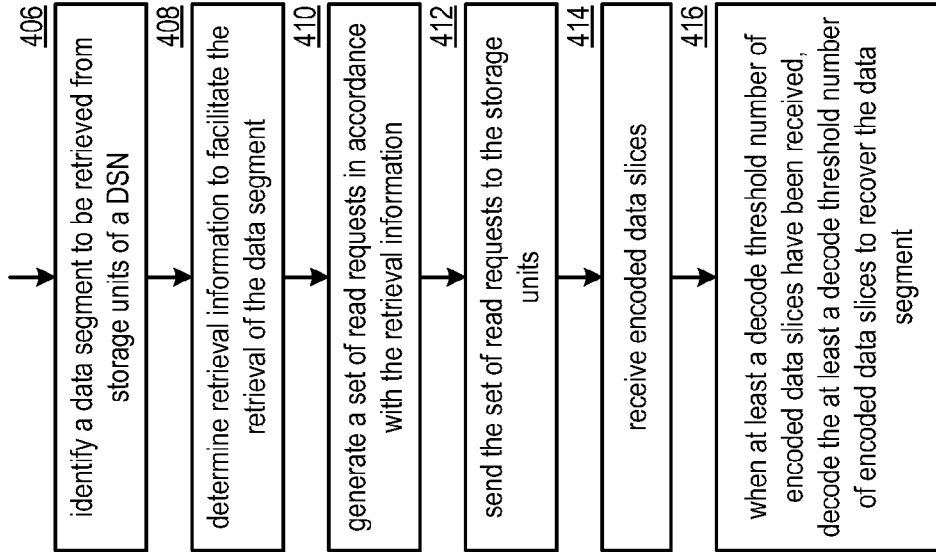 406
identify a data segment to be retrieved from
storage units of a DSN
408
determine retrieval information to facilitate the
retrieval of the data segment
410
generate a set of read requests in accordance
with the retrieval information
412
send the set of read requests to the storage
units
414
receive encoded data slices
416
when at least a decode threshold number of
encoded data slices have been received,
decode the at least a decode threshold number
of encoded data slices to recover the data
segment